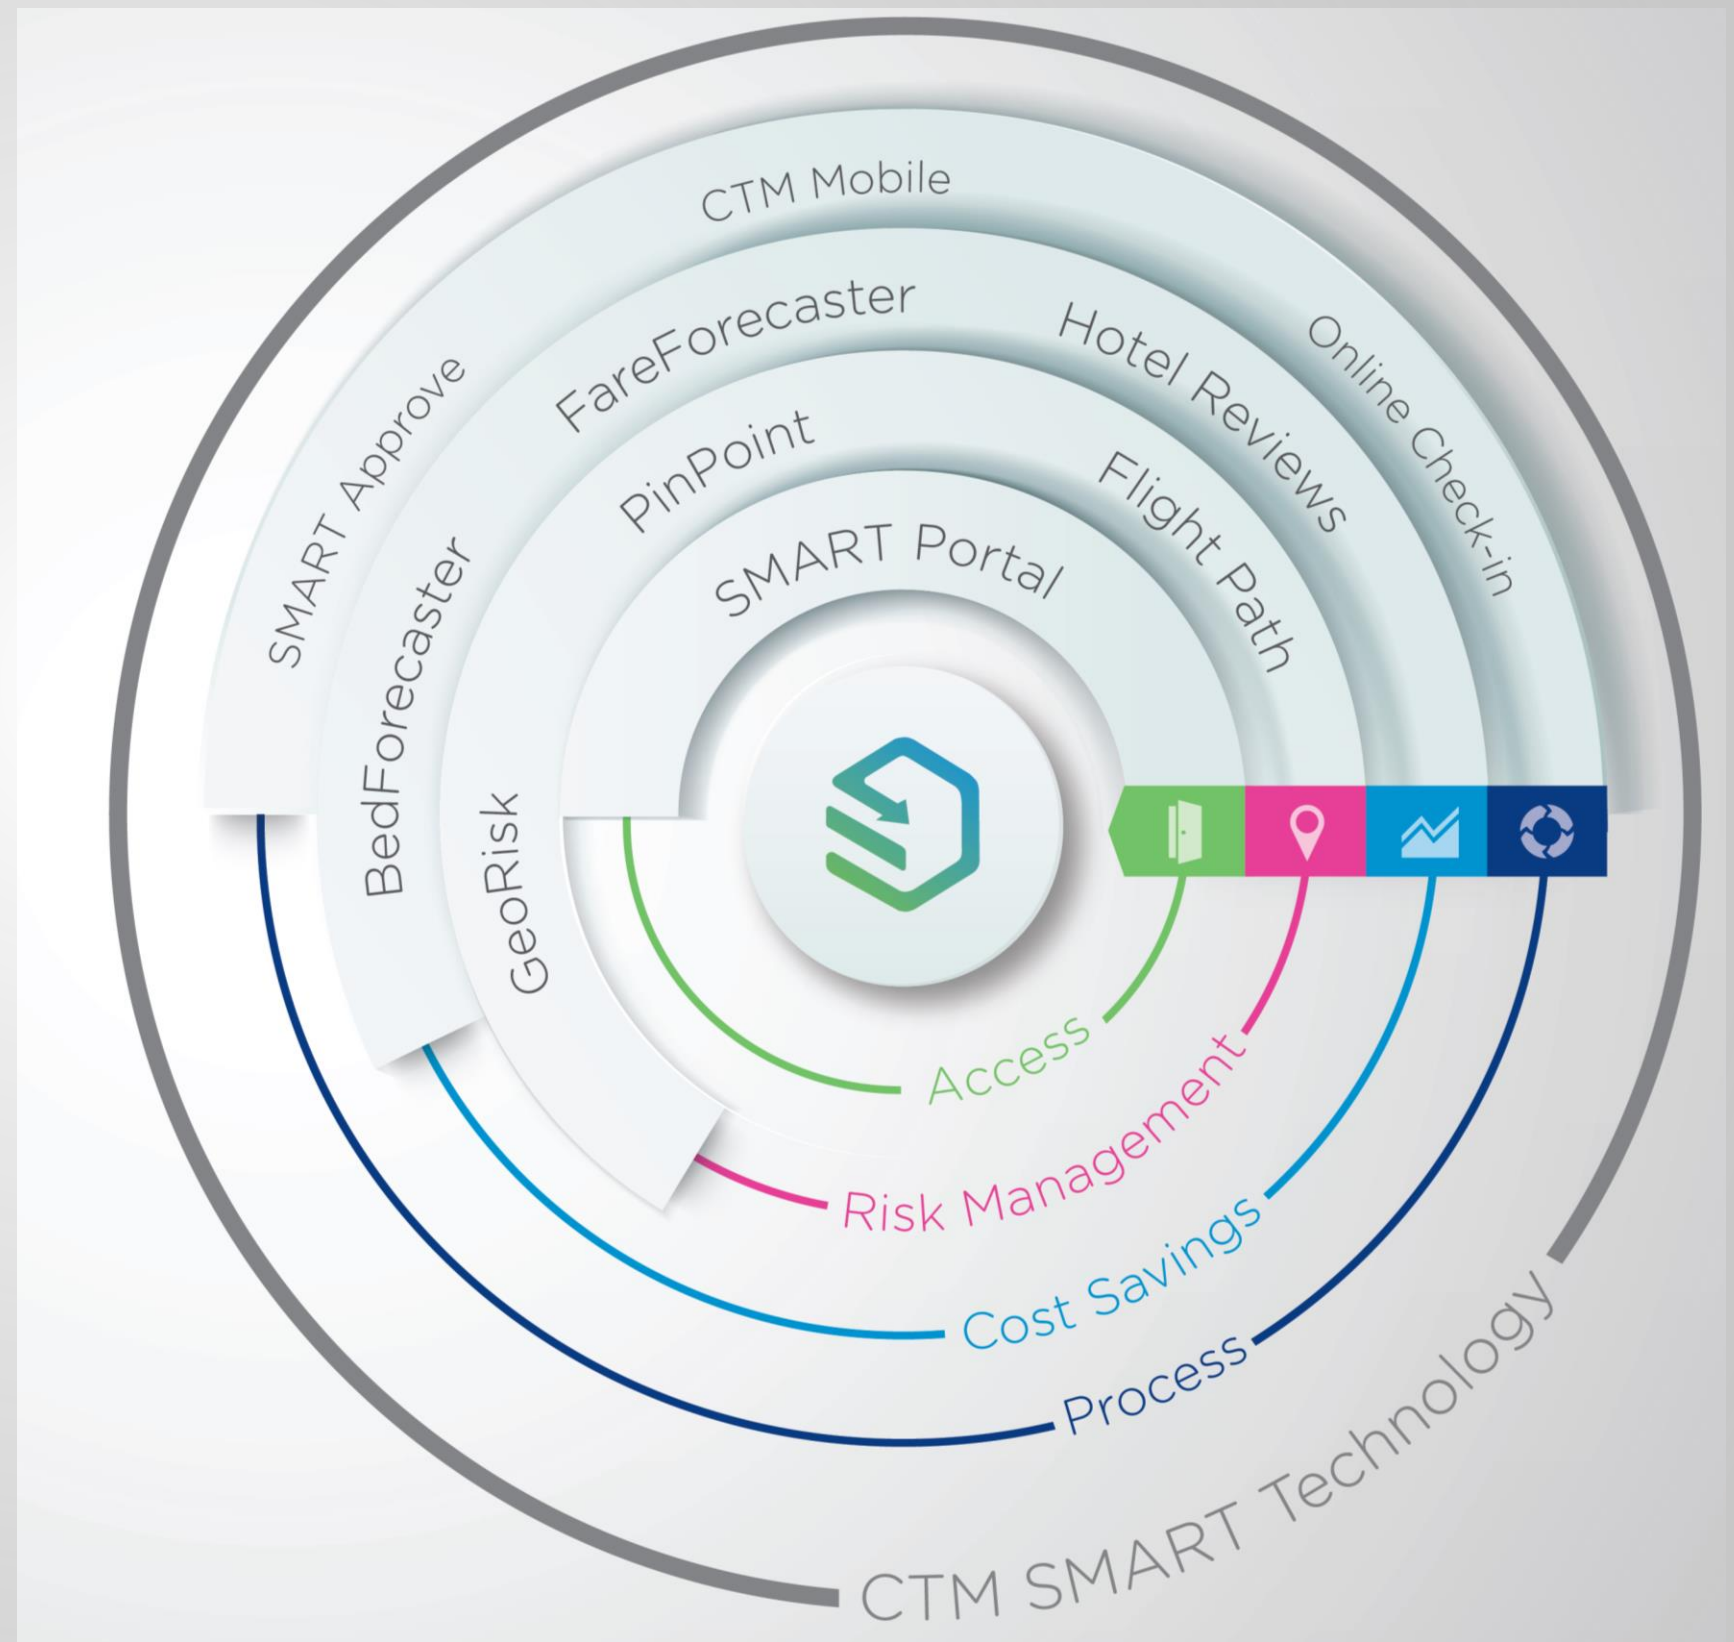 CTM Mobile
SMART Approve
Online Check-in
FareForecaster
Hotel Reviews
BedForecaster
PinPoint
Flight Path
GeoRisk
SMART Portal
Access
Risk Management
Cost Savings
Process
CTM SMART Technology